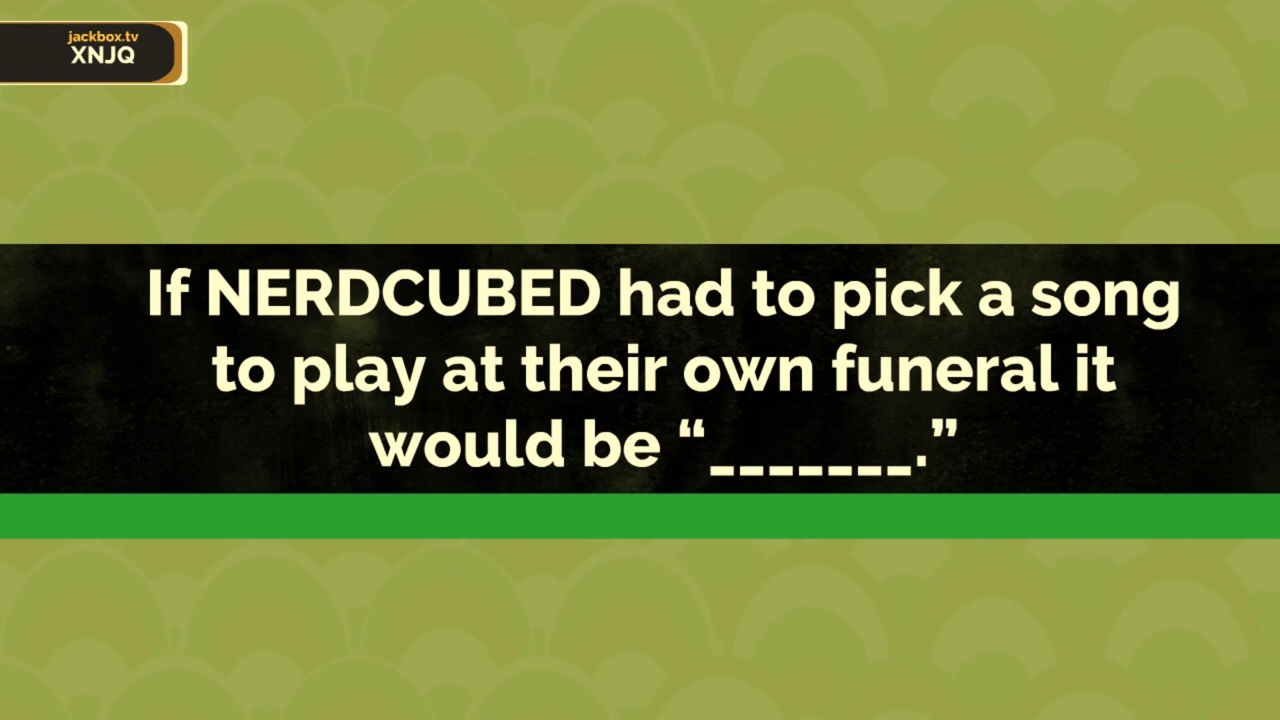 jackbox.tv
XNJQ
If NERDCUBED had to pick a song
to play at their own funeral it
would be “_______.”